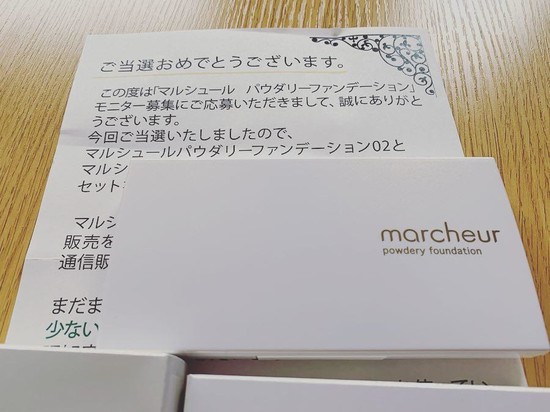 ご当選おめでとうございます。
この度は「マルシュール　パウダリーファンデーション」
モニター募集にご応募いただきまして、誠にありがと
うございます。
今回ご当選いたしましたので、
マルシュールパウダリーファンデーション02と
マルシ
セット
マルシ
販売を
通信販
まだま
少ない
marcheur
powdery foundation